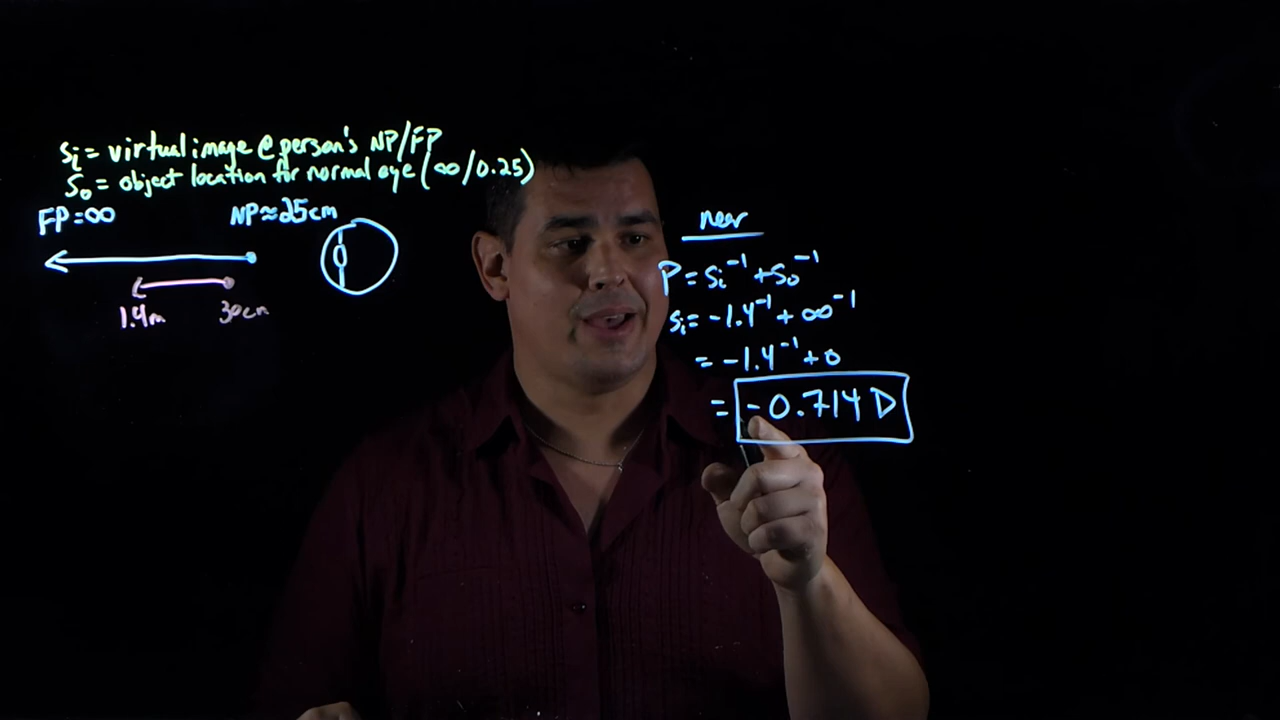 Si = virtual image @ person's NP/FP
So = object location for normal eye (∞/0.25)
FP = ∞
NP ≈ 25cm
1.4m
30cm
near
P = Si⁻¹ + So⁻¹
Si = -1.4⁻¹ + ∞⁻¹
= -1.4⁻¹ + 0
= -0.714 D